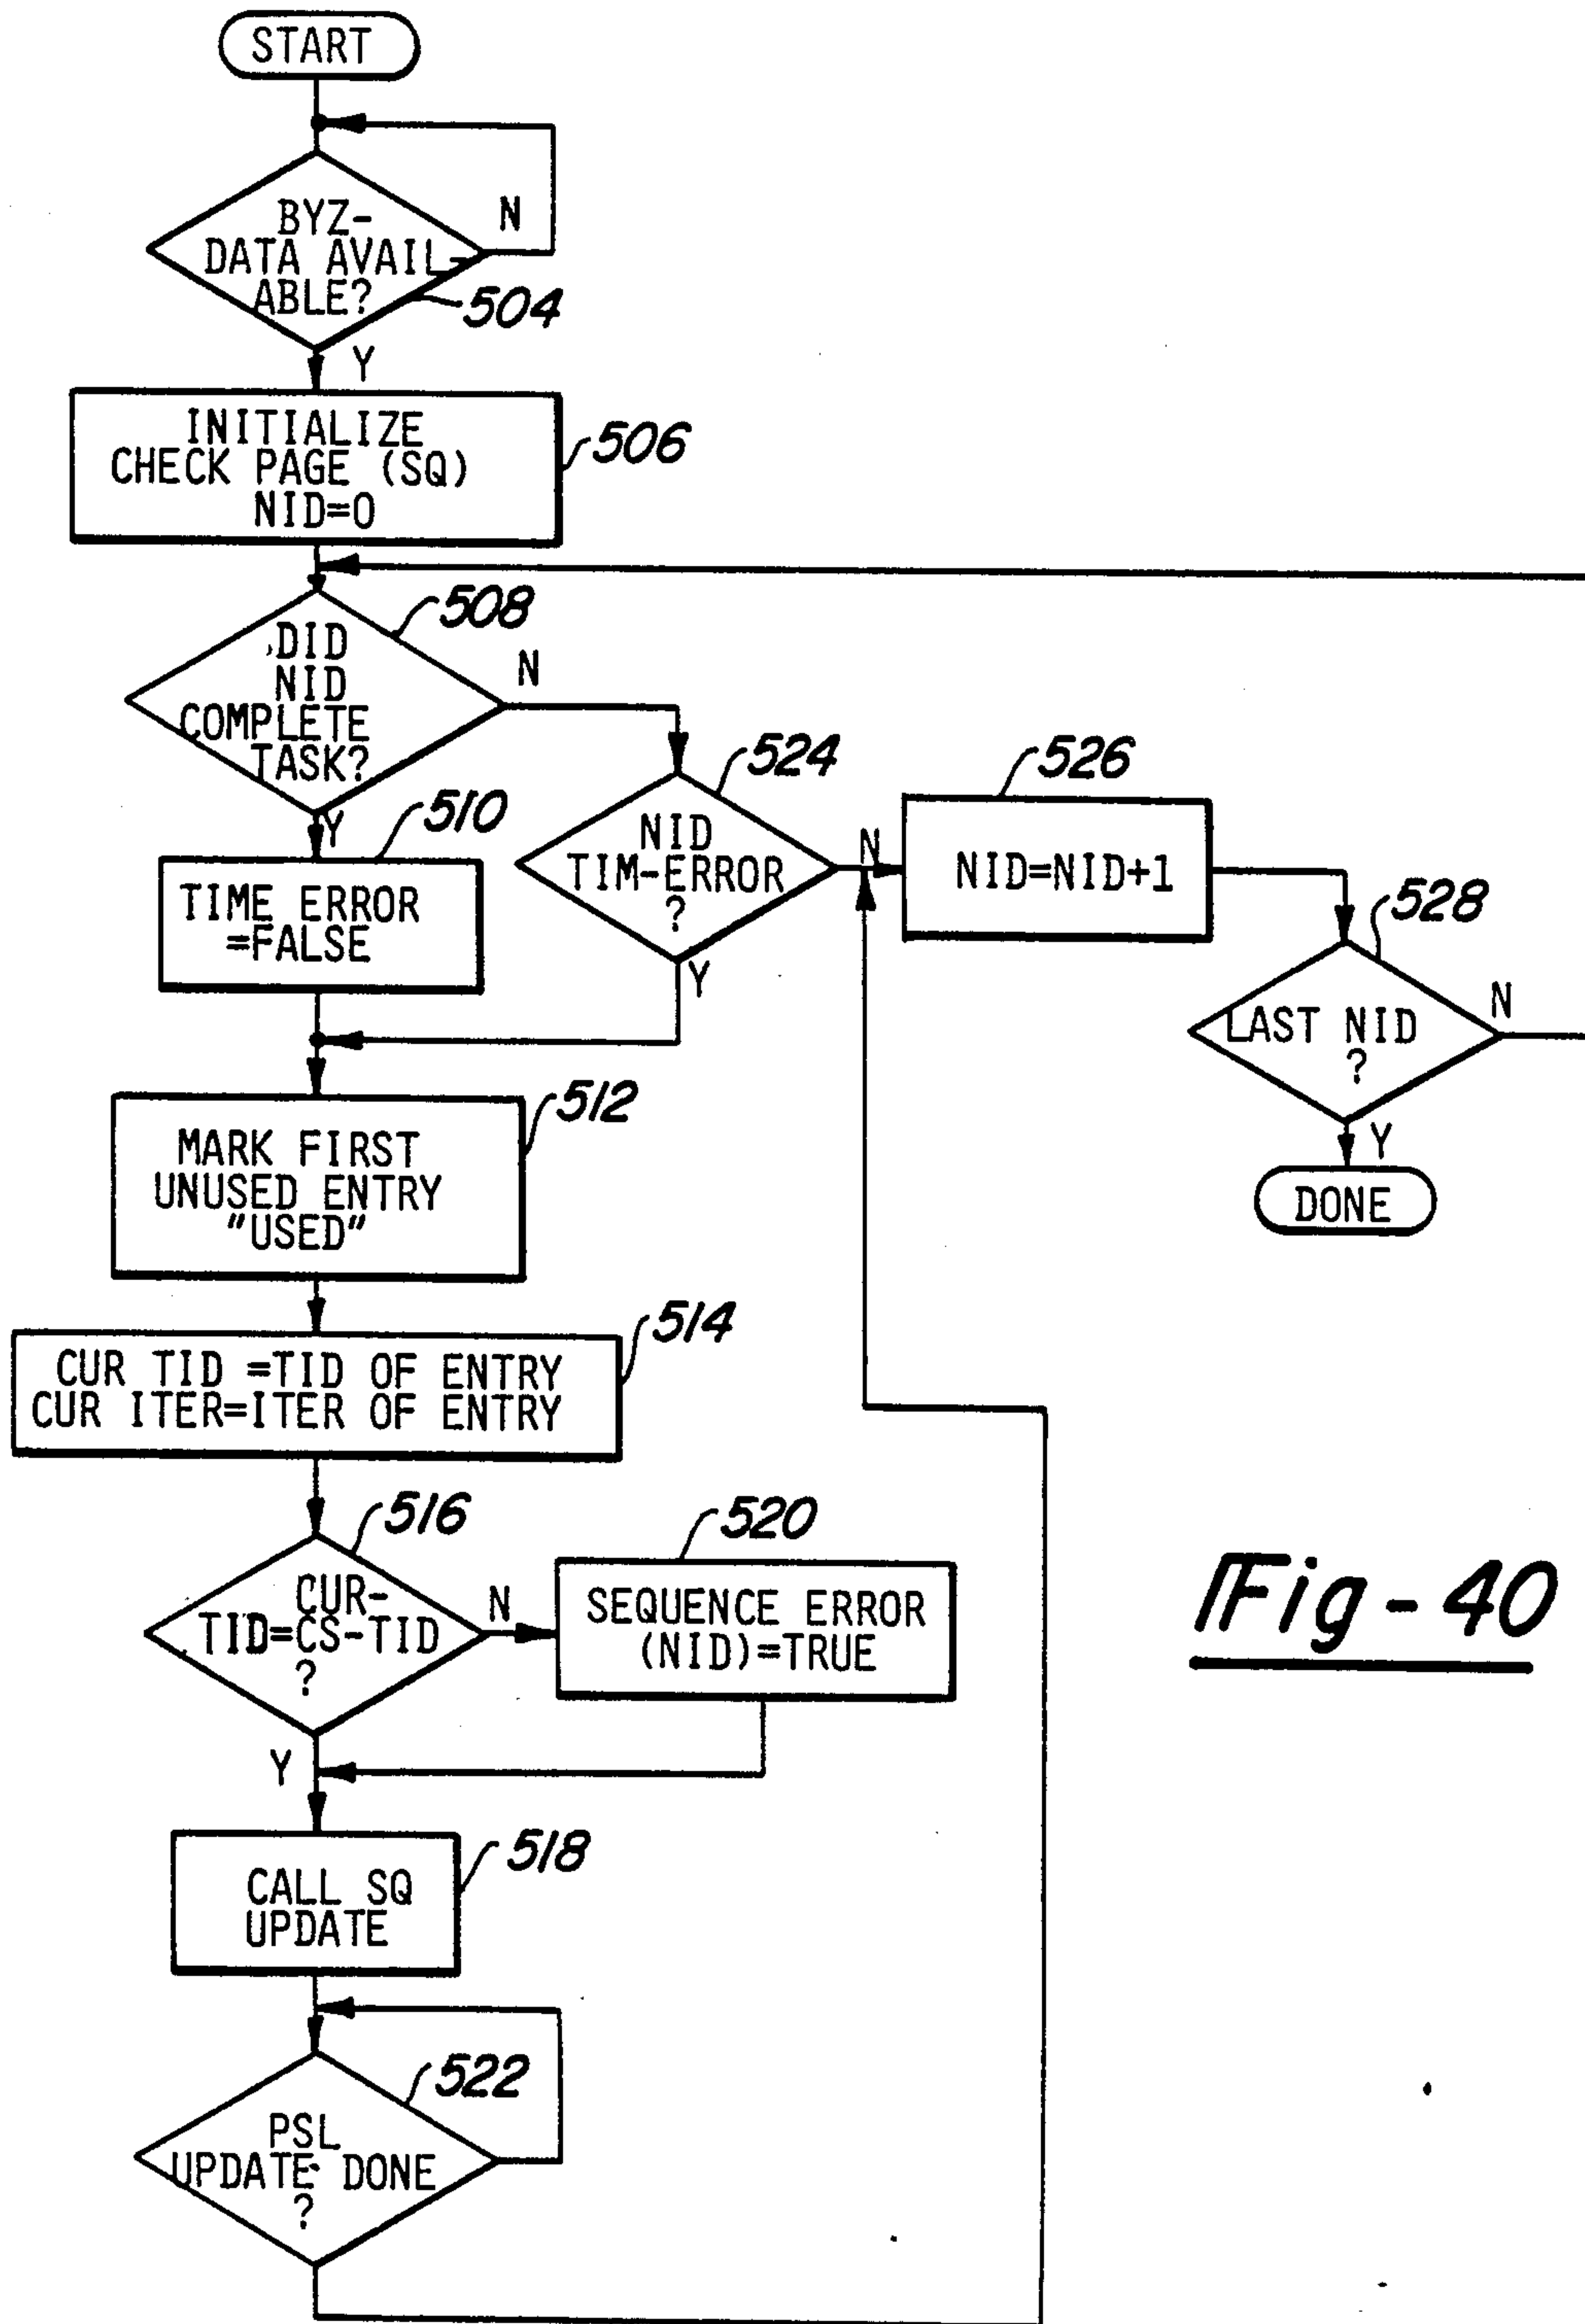 START
BYZ-
DATA AVAIL-
ABLE?
N
504
Y
INITIALIZE
CHECK PAGE (SQ)
NID=0
506
DID
NID
COMPLETE
TASK?
508
N
Y
510
TIME ERROR
=FALSE
NID
TIM-ERROR
?
524
N
Y
526
NID=NID+1
528
LAST NID
?
N
Y
DONE
512
MARK FIRST
UNUSED ENTRY
"USED"
514
CUR TID =TID OF ENTRY
CUR ITER=ITER OF ENTRY
516
CUR-
TID=CS-TID
?
N
Y
520
SEQUENCE ERROR
(NID)=TRUE
Fig-40
518
CALL SQ
UPDATE
522
PSL
UPDATE DONE
?